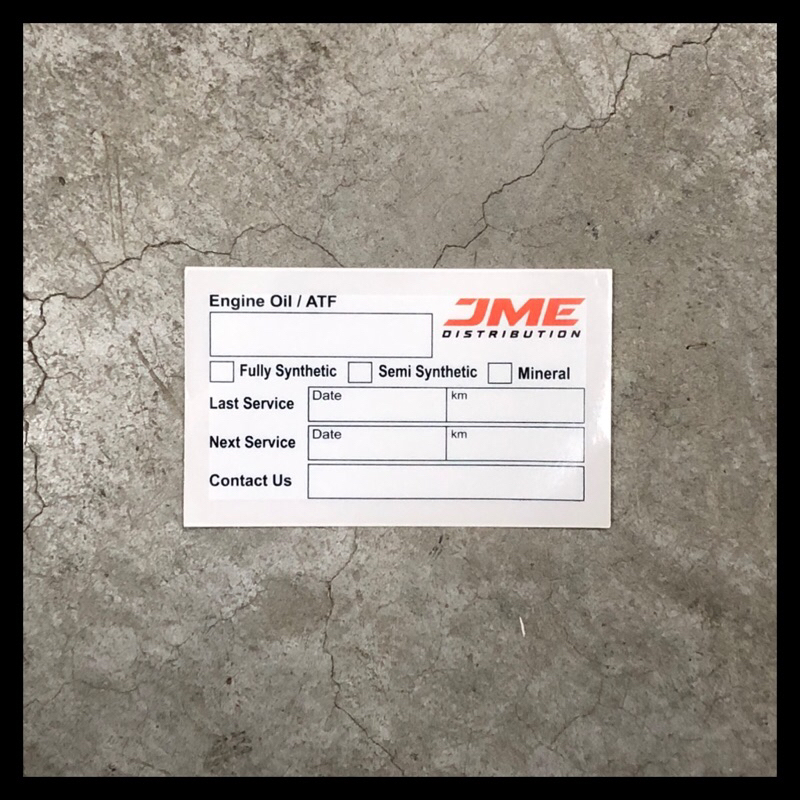 Engine Oil / ATF
JME
DISTRIBUTION
Fully Synthetic Semi Synthetic Mineral
Last Service Date km
Next Service Date km
Contact Us